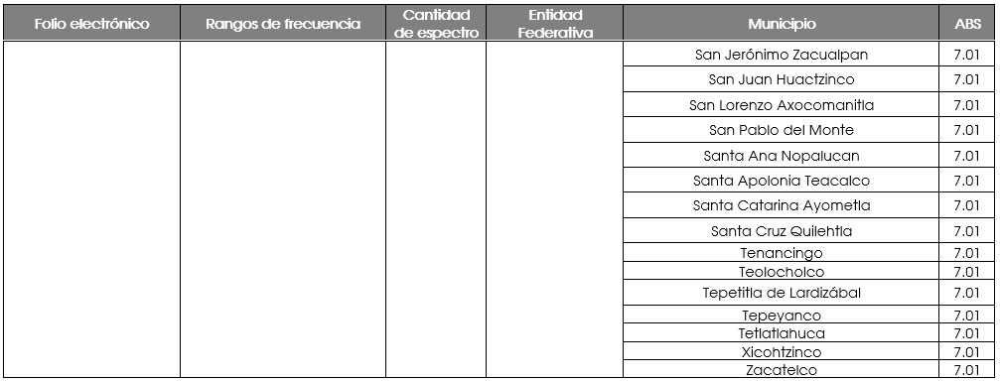 Folio electrónico Rangos de frecuencia Cantidad de espectro Entidad Federativa Municipio ABS
San Jerónimo Zacualpan 7.01
San Juan Huactzinco 7.01
San Lorenzo Axocomanitla 7.01
San Pablo del Monte 7.01
Santa Ana Nopalucan 7.01
Santa Apolonia Teacalco 7.01
Santa Catarina Ayometla 7.01
Santa Cruz Quilehtla 7.01
Tenancingo 7.01
Teolocholco 7.01
Tepetitla de Lardizábal 7.01
Tepeyanco 7.01
Tetlatlahuca 7.01
Xicohtzinco 7.01
Zacatelco 7.01